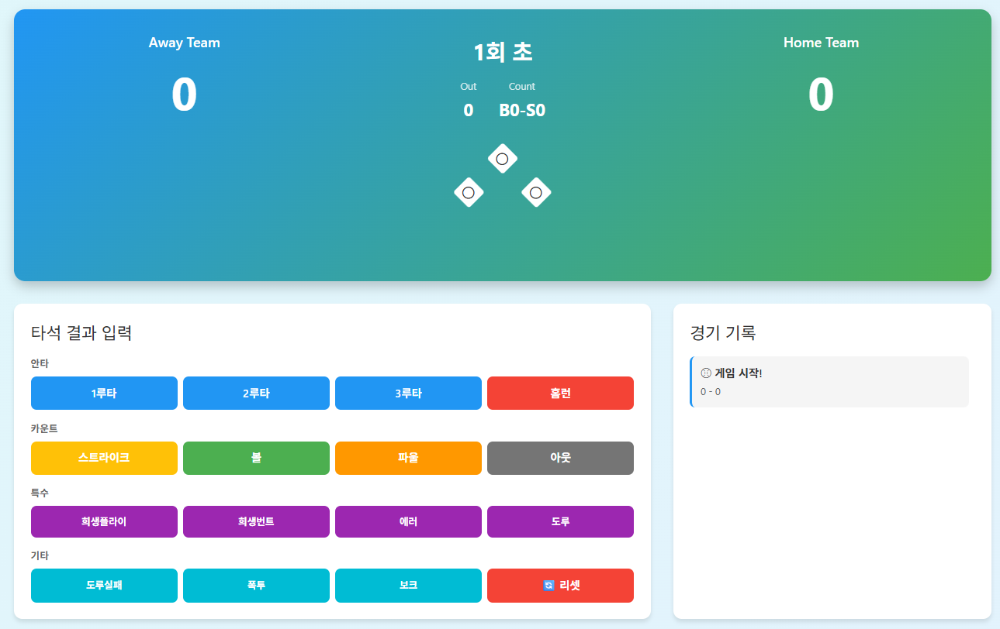 Away Team
0
1회 초
Out Count
0 B0-S0
Home Team
0
타석 결과 입력
안타
1루타 2루타 3루타 홈런
카운트
스트라이크 볼 파울 아웃
특수
희생플라이 희생번트 에러 도루
기타
도루실패 폭투 보크 🔄 리셋
경기 기록
⚾ 게임 시작!
0 - 0